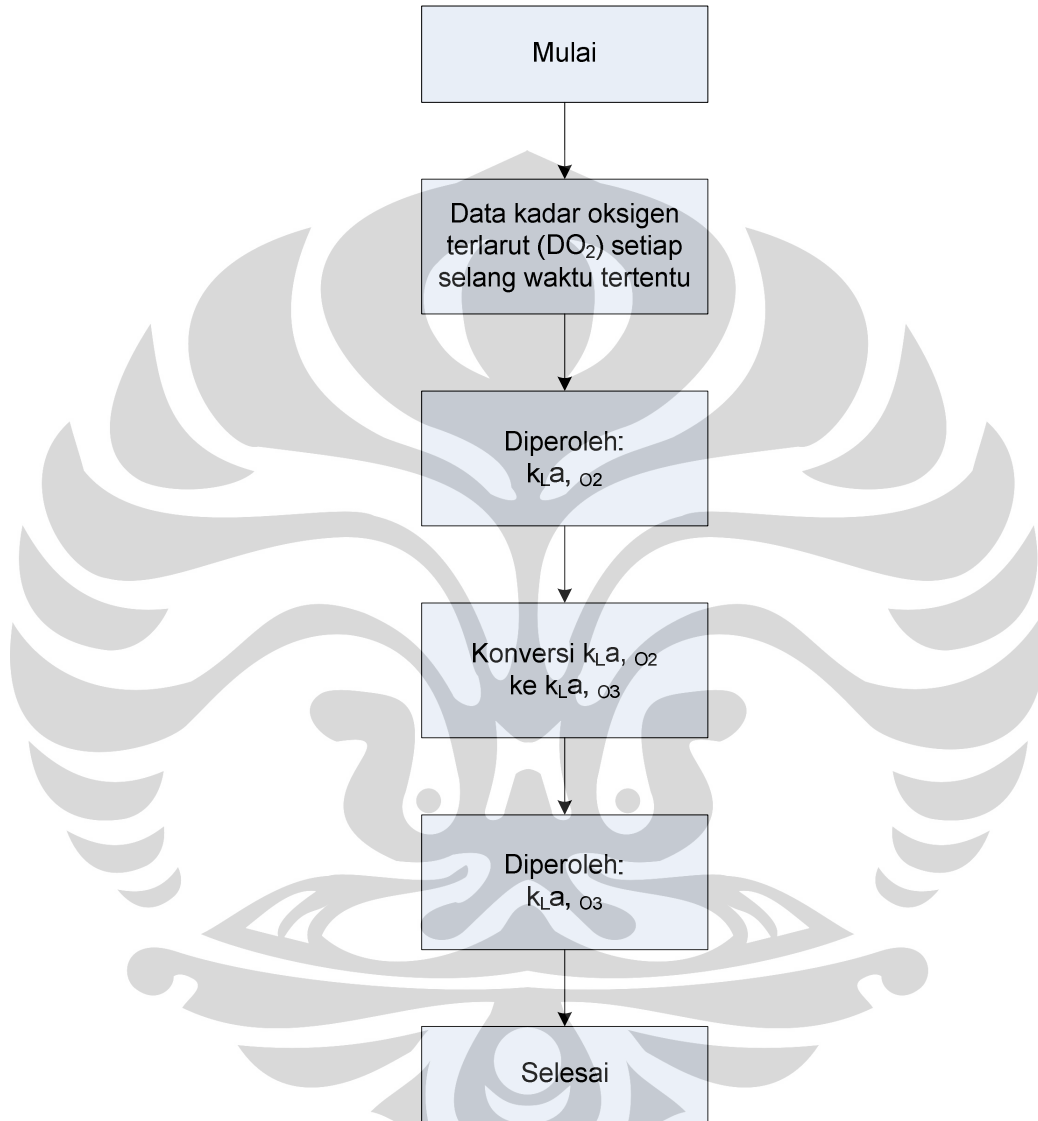 Mulai
Data kadar oksigen
terlarut (DO₂) setiap
selang waktu tertentu
Diperoleh:
kLa, O2
Konversi kLa, O2
ke kLa, O3
Diperoleh:
kLa, O3
Selesai